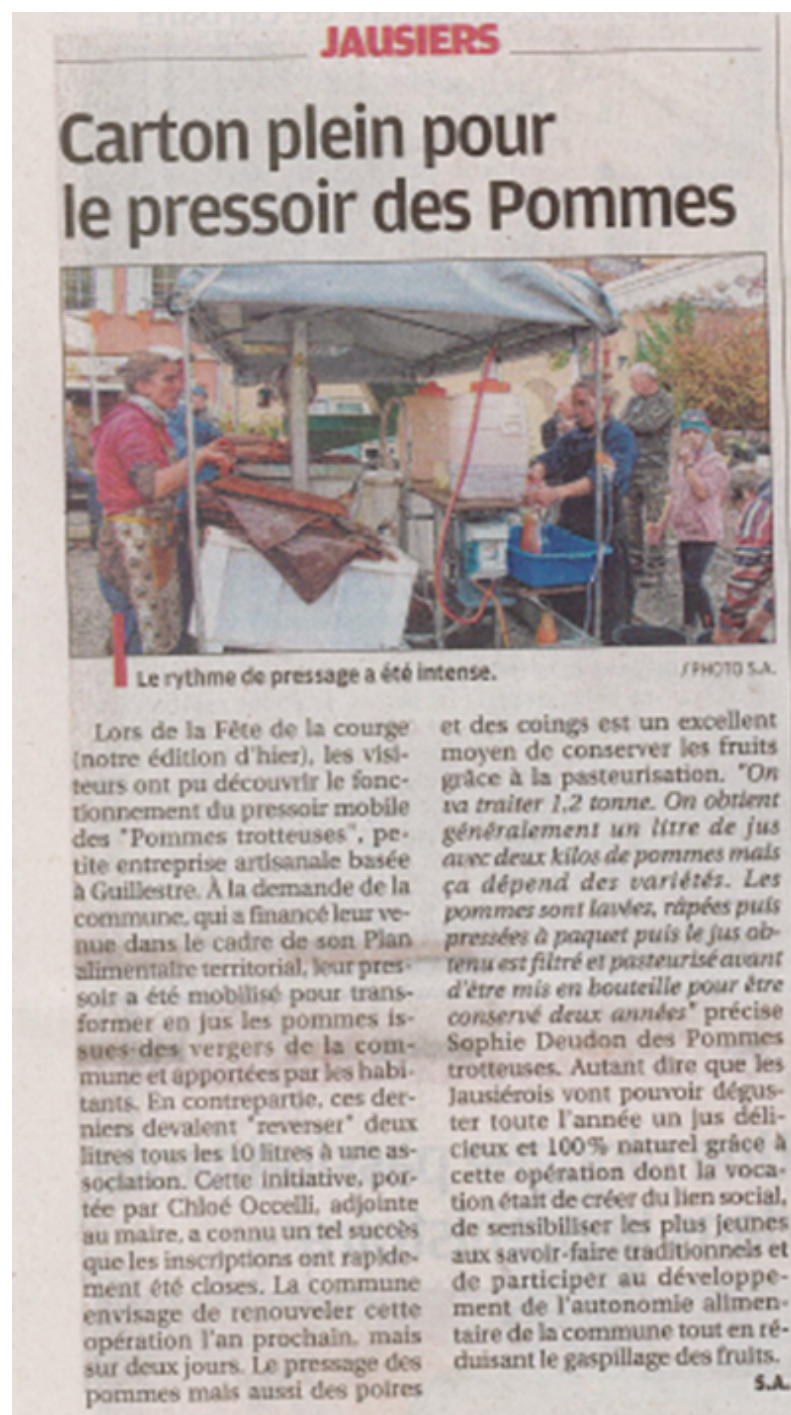 JAUSIERS
Carton plein pour
le pressoir des Pommes
Le rythme de pressage a été intense.
/ PHOTO S.A.
Lors de la Fête de la courge
(notre édition d'hier), les visi-
teurs ont pu découvrir le fonc-
tionnement du pressoir mobile
des "Pommes trotteuses", pe-
tite entreprise artisanale basée
à Guillestre. À la demande de la
commune, qui a financé leur ve-
nue dans le cadre de son Plan
alimentaire territorial, leur pres-
soir a été mobilisé pour trans-
former en jus les pommes is-
sues des vergers de la com-
mune et apportées par les habi-
tants. En contrepartie, ces der-
niers devaient "reverser" deux
litres tous les 10 litres à une as-
sociation. Cette initiative, por-
tée par Chloé Occelli, adjointe
au maire, a connu un tel succès
que les inscriptions ont rapide-
ment été closes. La commune
envisage de renouveler cette
opération l'an prochain, mais
sur deux jours. Le pressage des
pommes mais aussi des poires
et des coings est un excellent
moyen de conserver les fruits
grâce à la pasteurisation. "On
va traiter 1,2 tonne. On obtient
généralement un litre de jus
avec deux kilos de pommes mais
ça dépend des variétés. Les
pommes sont lavées, râpées puis
pressées à paquet puis le jus ob-
tenu est filtré et pasteurisé avant
d'être mis en bouteille pour être
conservé deux années" précise
Sophie Deudon des Pommes
trotteuses. Autant dire que les
Jausiérois vont pouvoir dégus-
ter toute l'année un jus déli-
cieux et 100% naturel grâce à
cette opération dont la voca-
tion était de créer du lien social,
de sensibiliser les plus jeunes
aux savoir-faire traditionnels et
de participer au développe-
ment de l'autonomie alimen-
taire de la commune tout en ré-
duisant le gaspillage des fruits.
S.A.